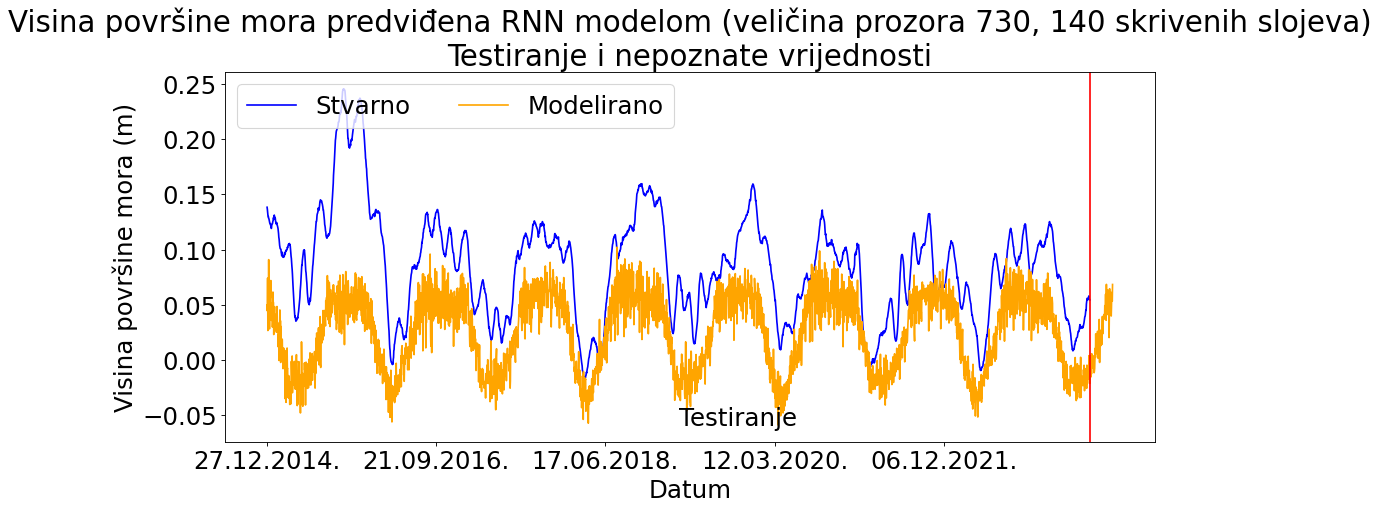 Visina površine mora predviđena RNN modelom (veličina prozora 730, 140 skrivenih slojeva)
Testiranje i nepoznate vrijednosti
Stvarno
Modelirano
Visina površine mora (m)
0.25
0.20
0.15
0.10
0.05
0.00
−0.05
Testiranje
27.12.2014.
21.09.2016.
17.06.2018.
12.03.2020.
06.12.2021.
Datum